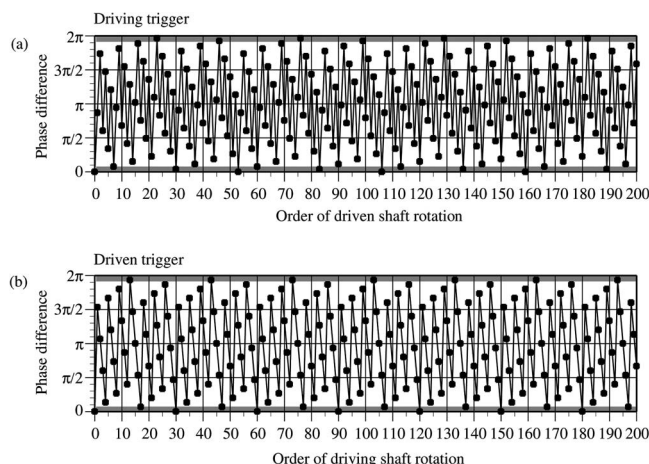 Driving trigger
(a)
2π
3π/2
π
π/2
0
Phase difference
0 10 20 30 40 50 60 70 80 90 100 110 120 130 140 150 160 170 180 190 200
Order of driven shaft rotation
Driven trigger
(b)
2π
3π/2
π
π/2
0
Phase difference
0 10 20 30 40 50 60 70 80 90 100 110 120 130 140 150 160 170 180 190 200
Order of driving shaft rotation